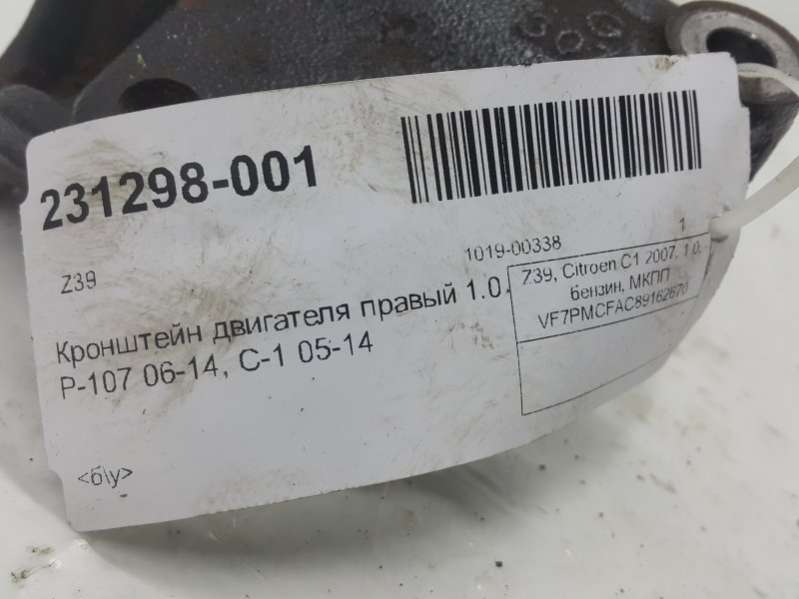 231298-001
Z39
1019-00338
1
Кронштейн двигателя правый 1.0,
P-107 06-14, C-1 05-14
Z39, Citroen C1 2007, 1.0,
бензин, МКПП
VF7PMCFAC89162670
<б\у>